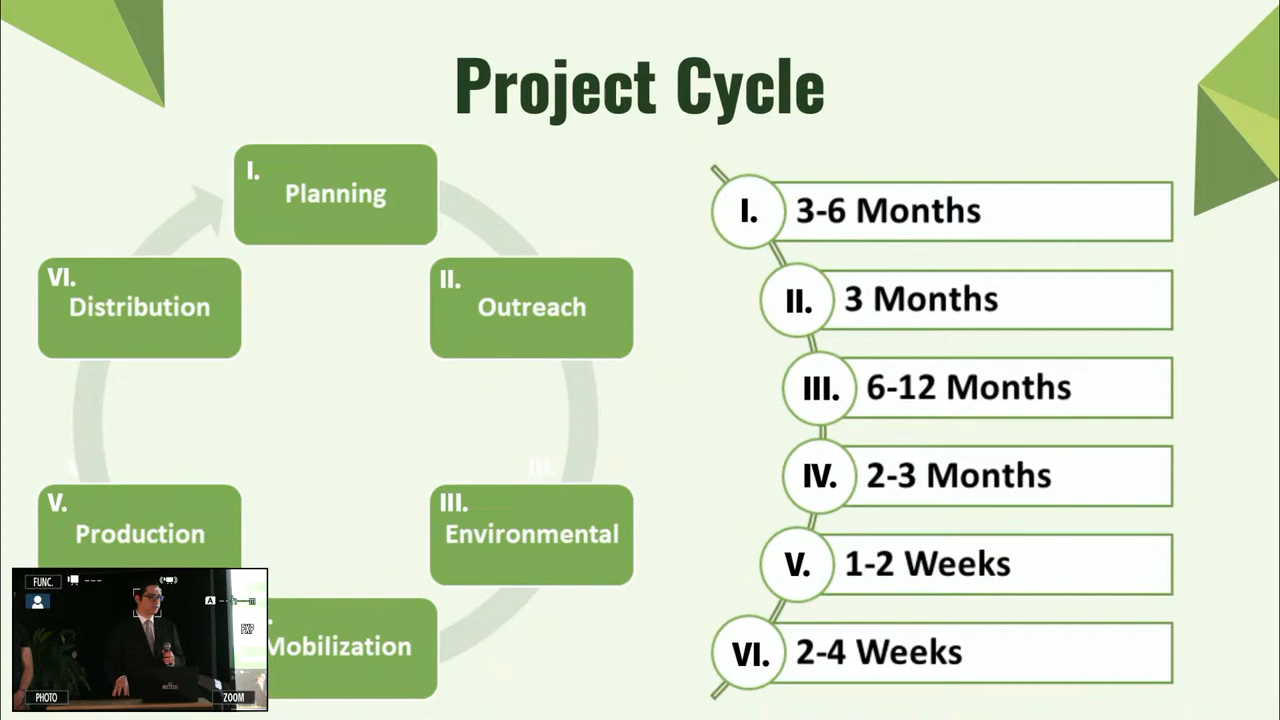 Project Cycle
I.
Planning
II.
Outreach
III.
Environmental
Mobilization
V.
Production
VI.
Distribution
I. 3-6 Months
II. 3 Months
III. 6-12 Months
IV. 2-3 Months
V. 1-2 Weeks
VI. 2-4 Weeks
FUNC.
A
PHOTO
ZOOM